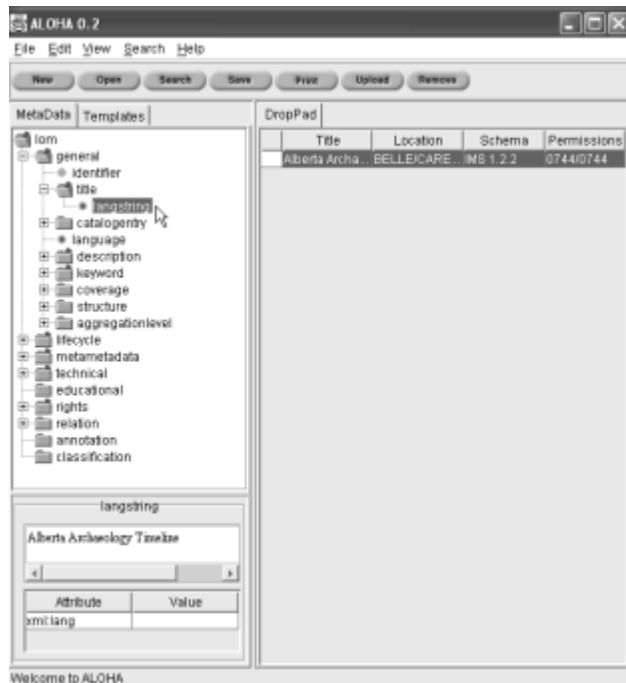 ALOHA 0.2
File Edit View Search Help
New Open Search Save Print Upload Remove
MetaData Templates
lom
general
identifier
title
langstring
catalogentry
language
description
keyword
coverage
structure
aggregationlevel
lifecycle
metametadata
technical
educational
rights
relation
annotation
classification
langstring
Alberta Archaeology Timeline
Attribute Value
xml:lang
DropPad
Title Location Schema Permissions
Alberta Archa... BELLE/CARE... IMS 1.2.2 0744/0744
Welcome to ALOHA